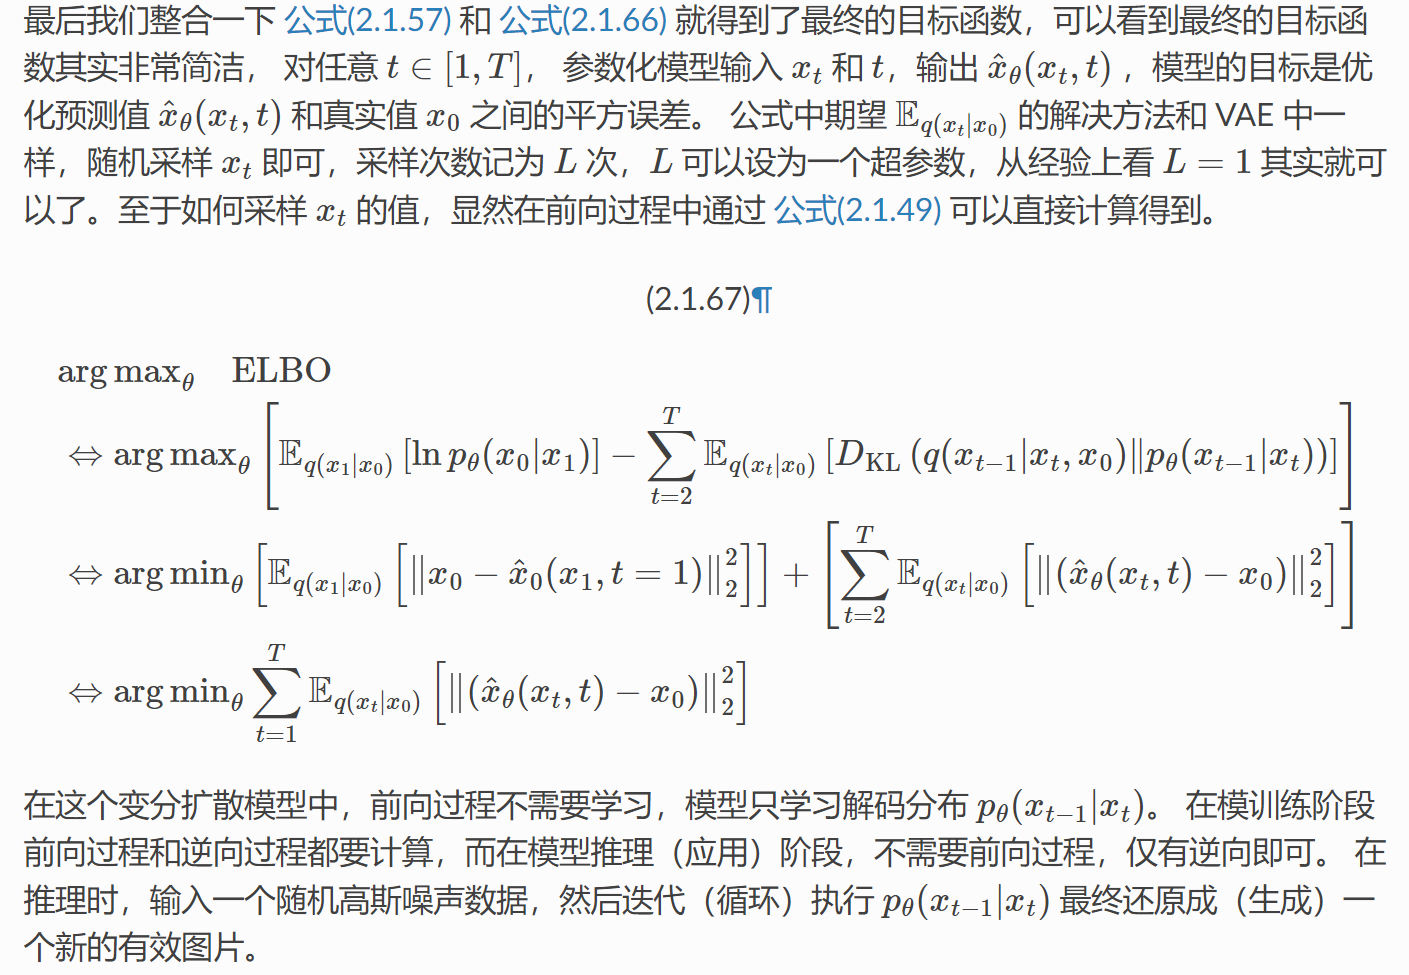 最后我们整合一下 公式(2.1.57) 和 公式(2.1.66) 就得到了最终的目标函数，可以看到最终的目标函
数其实非常简洁， 对任意 $t \in [1, T]$， 参数化模型输入 $x_t$ 和 $t$，输出 $\hat{x}_\theta(x_t, t)$ ，模型的目标是优
化预测值 $\hat{x}_\theta(x_t, t)$ 和真实值 $x_0$ 之间的平方误差。 公式中期望 $\mathbb{E}_{q(x_t|x_0)}$ 的解决方法和 VAE 中一
样，随机采样 $x_t$ 即可，采样次数记为 $L$ 次，$L$ 可以设为一个超参数，从经验上看 $L = 1$ 其实就可
以了。至于如何采样 $x_t$ 的值，显然在前向过程中通过 公式(2.1.49) 可以直接计算得到。
(2.1.67)¶
$\arg\max_\theta \quad \text{ELBO}$
$\Leftrightarrow \arg\max_\theta \left[ \mathbb{E}_{q(x_1|x_0)} [\ln p_\theta(x_0|x_1)] - \sum_{t=2}^{T} \mathbb{E}_{q(x_t|x_0)} [D_{\text{KL}} (q(x_{t-1}|x_t, x_0) \| p_\theta(x_{t-1}|x_t))] \right]$
$\Leftrightarrow \arg\min_\theta \left[ \mathbb{E}_{q(x_1|x_0)} \left[ \| x_0 - \hat{x}_0(x_1, t = 1) \|_2^2 \right] \right] + \left[ \sum_{t=2}^{T} \mathbb{E}_{q(x_t|x_0)} \left[ \| (\hat{x}_\theta(x_t, t) - x_0) \|_2^2 \right] \right]$
$\Leftrightarrow \arg\min_\theta \sum_{t=1}^{T} \mathbb{E}_{q(x_t|x_0)} \left[ \| (\hat{x}_\theta(x_t, t) - x_0) \|_2^2 \right]$
在这个变分扩散模型中，前向过程不需要学习，模型只学习解码分布 $p_\theta(x_{t-1}|x_t)$。 在模训练阶段
前向过程和逆向过程都要计算，而在模型推理（应用）阶段，不需要前向过程，仅有逆向即可。 在
推理时，输入一个随机高斯噪声数据，然后迭代（循环）执行 $p_\theta(x_{t-1}|x_t)$ 最终还原成（生成）一
个新的有效图片。